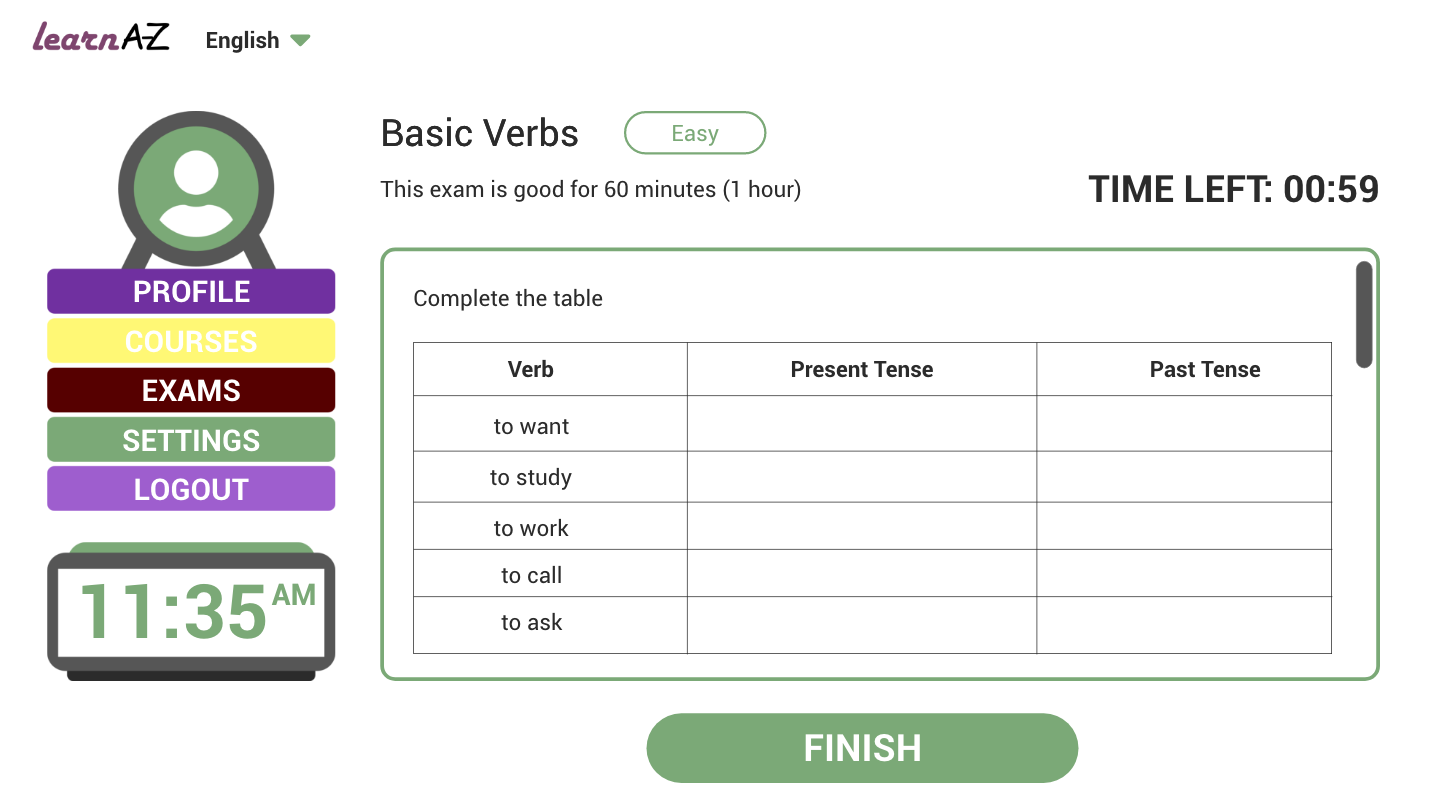 learn A-Z
English
Basic Verbs
Easy
This exam is good for 60 minutes (1 hour)
TIME LEFT: 00:59
PROFILE
COURSES
EXAMS
SETTINGS
LOGOUT
11:35 AM
Complete the table
Verb Present Tense Past Tense
to want
to study
to work
to call
to ask
FINISH